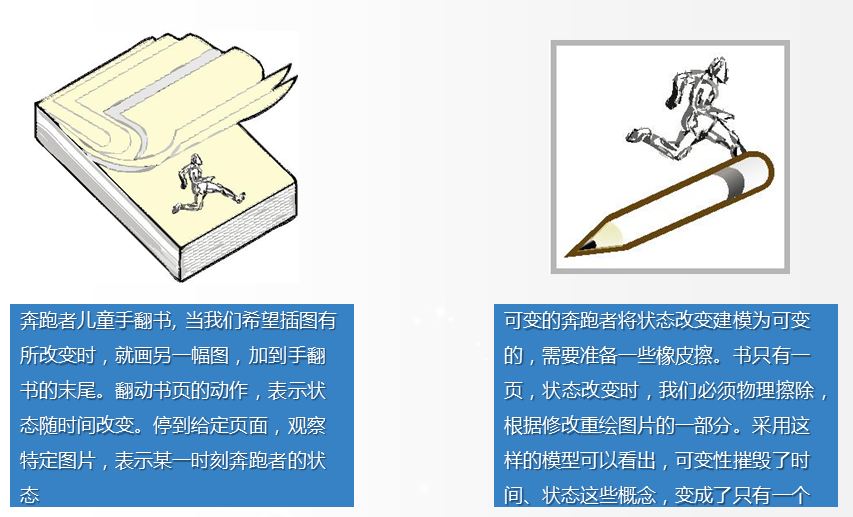 奔跑者儿童手翻书, 当我们希望插图有
所改变时，就画另一幅图，加到手翻
书的末尾。翻动书页的动作，表示状
态随时间改变。停到给定页面，观察
特定图片，表示某一时刻奔跑者的状
态
可变的奔跑者将状态改变建模为可变
的，需要准备一些橡皮擦。书只有一
页，状态改变时，我们必须物理擦除，
根据修改重绘图片的一部分。采用这
样的模型可以看出，可变性摧毁了时
间、状态这些概念，变成了只有一个